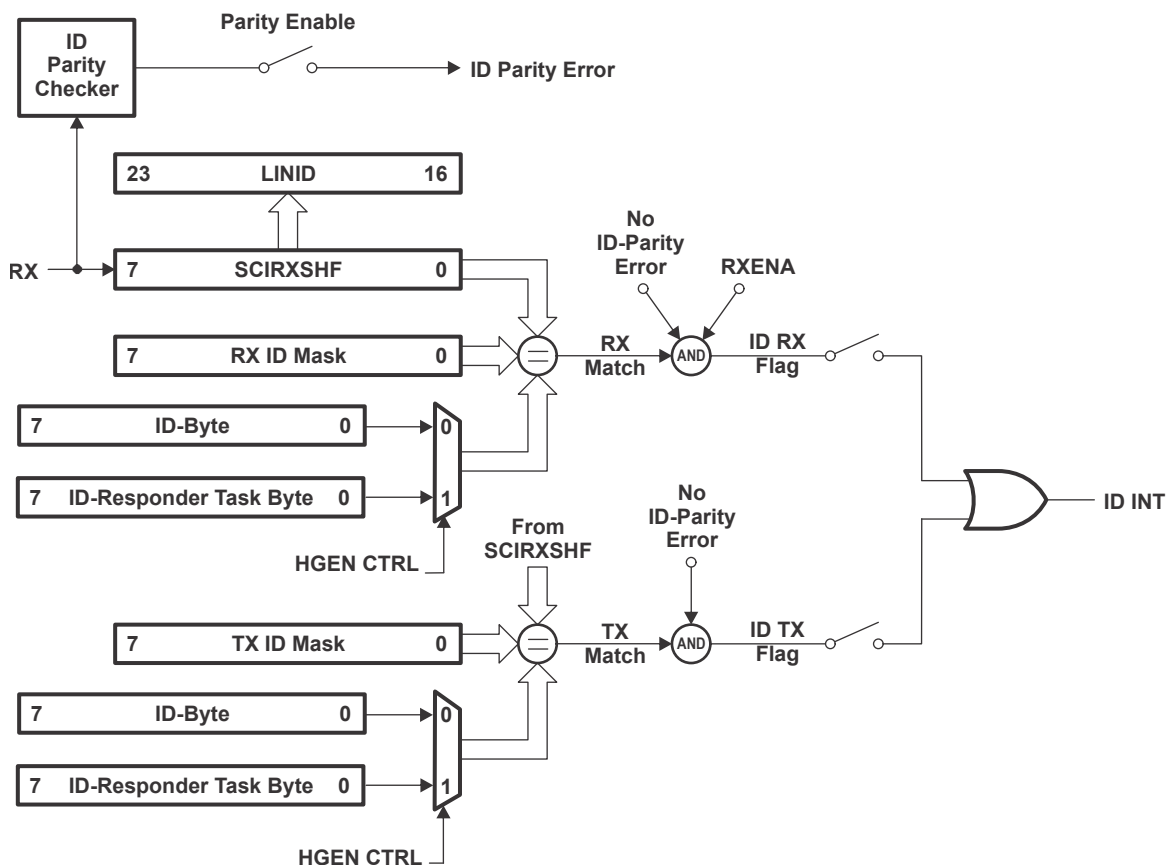 Parity Enable
ID
Parity
Checker
ID Parity Error
23 LINID 16
RX
7 SCIRXSHF 0
No
ID-Parity
Error
RXENA
7 RX ID Mask 0
=
RX
Match
AND
ID RX
Flag
7 ID-Byte 0
0
7 ID-Responder Task Byte 0
1
HGEN CTRL
From
SCIRXSHF
No
ID-Parity
Error
ID INT
7 TX ID Mask 0
=
TX
Match
AND
ID TX
Flag
7 ID-Byte 0
0
7 ID-Responder Task Byte 0
1
HGEN CTRL